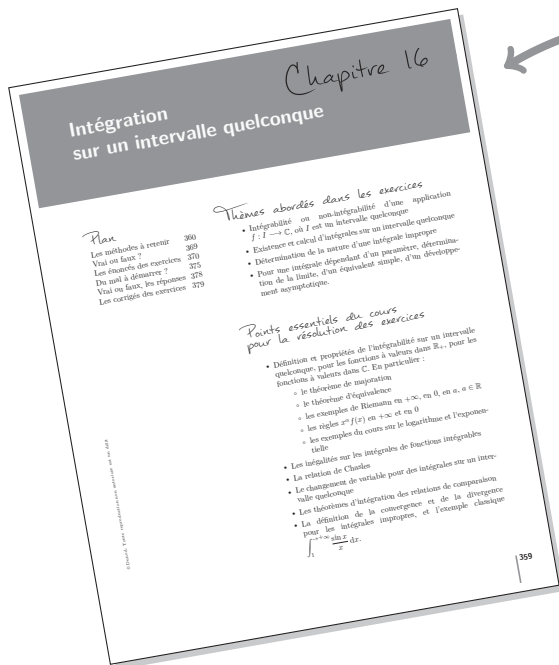 Chapitre 16
Intégration
sur un intervalle quelconque
Plan
Les méthodes à retenir 360
Vrai ou faux ? 369
Les énoncés des exercices 370
Du mal à démarrer ? 375
Vrai ou faux, les réponses 378
Les corrigés des exercices 379
Thèmes abordés dans les exercices
• Intégrabilité ou non-intégrabilité d'une application
f : I ⟶ ℂ, où I est un intervalle quelconque
• Existence et calcul d'intégrales sur un intervalle quelconque
• Détermination de la nature d'une intégrale impropre
• Pour une intégrale dépendant d'un paramètre, détermina-
tion de la limite, d'un équivalent simple, d'un développe-
ment asymptotique.
Points essentiels du cours
pour la résolution des exercices
• Définition et propriétés de l'intégrabilité sur un intervalle
quelconque, pour les fonctions à valeurs dans ℝ₊, pour les
fonctions à valeurs dans ℂ. En particulier :
∘ le théorème de majoration
∘ le théorème d'équivalence
∘ les exemples de Riemann en +∞, en 0, en a, a ∈ ℝ
∘ les règles xᵅ f(x) en +∞ et en 0
∘ les exemples du cours sur le logarithme et l'exponen-
tielle
• Les inégalités sur les intégrales de fonctions intégrables
• La relation de Chasles
• Le changement de variable pour des intégrales sur un inter-
valle quelconque
• Les théorèmes d'intégration des relations de comparaison
• La définition de la convergence et de la divergence
pour les intégrales impropres, et l'exemple classique
∫₁^{→+∞} sin x / x dx.
©Dunod. Toute reproduction non autorisée est un délit.
359